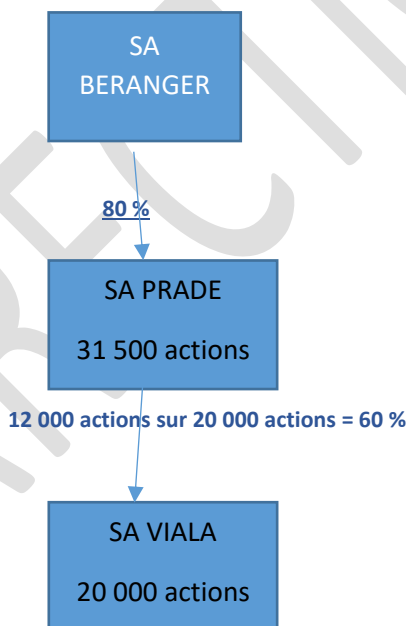 SA
BERANGER
80 %
SA PRADE
31 500 actions
12 000 actions sur 20 000 actions = 60 %
SA VIALA
20 000 actions